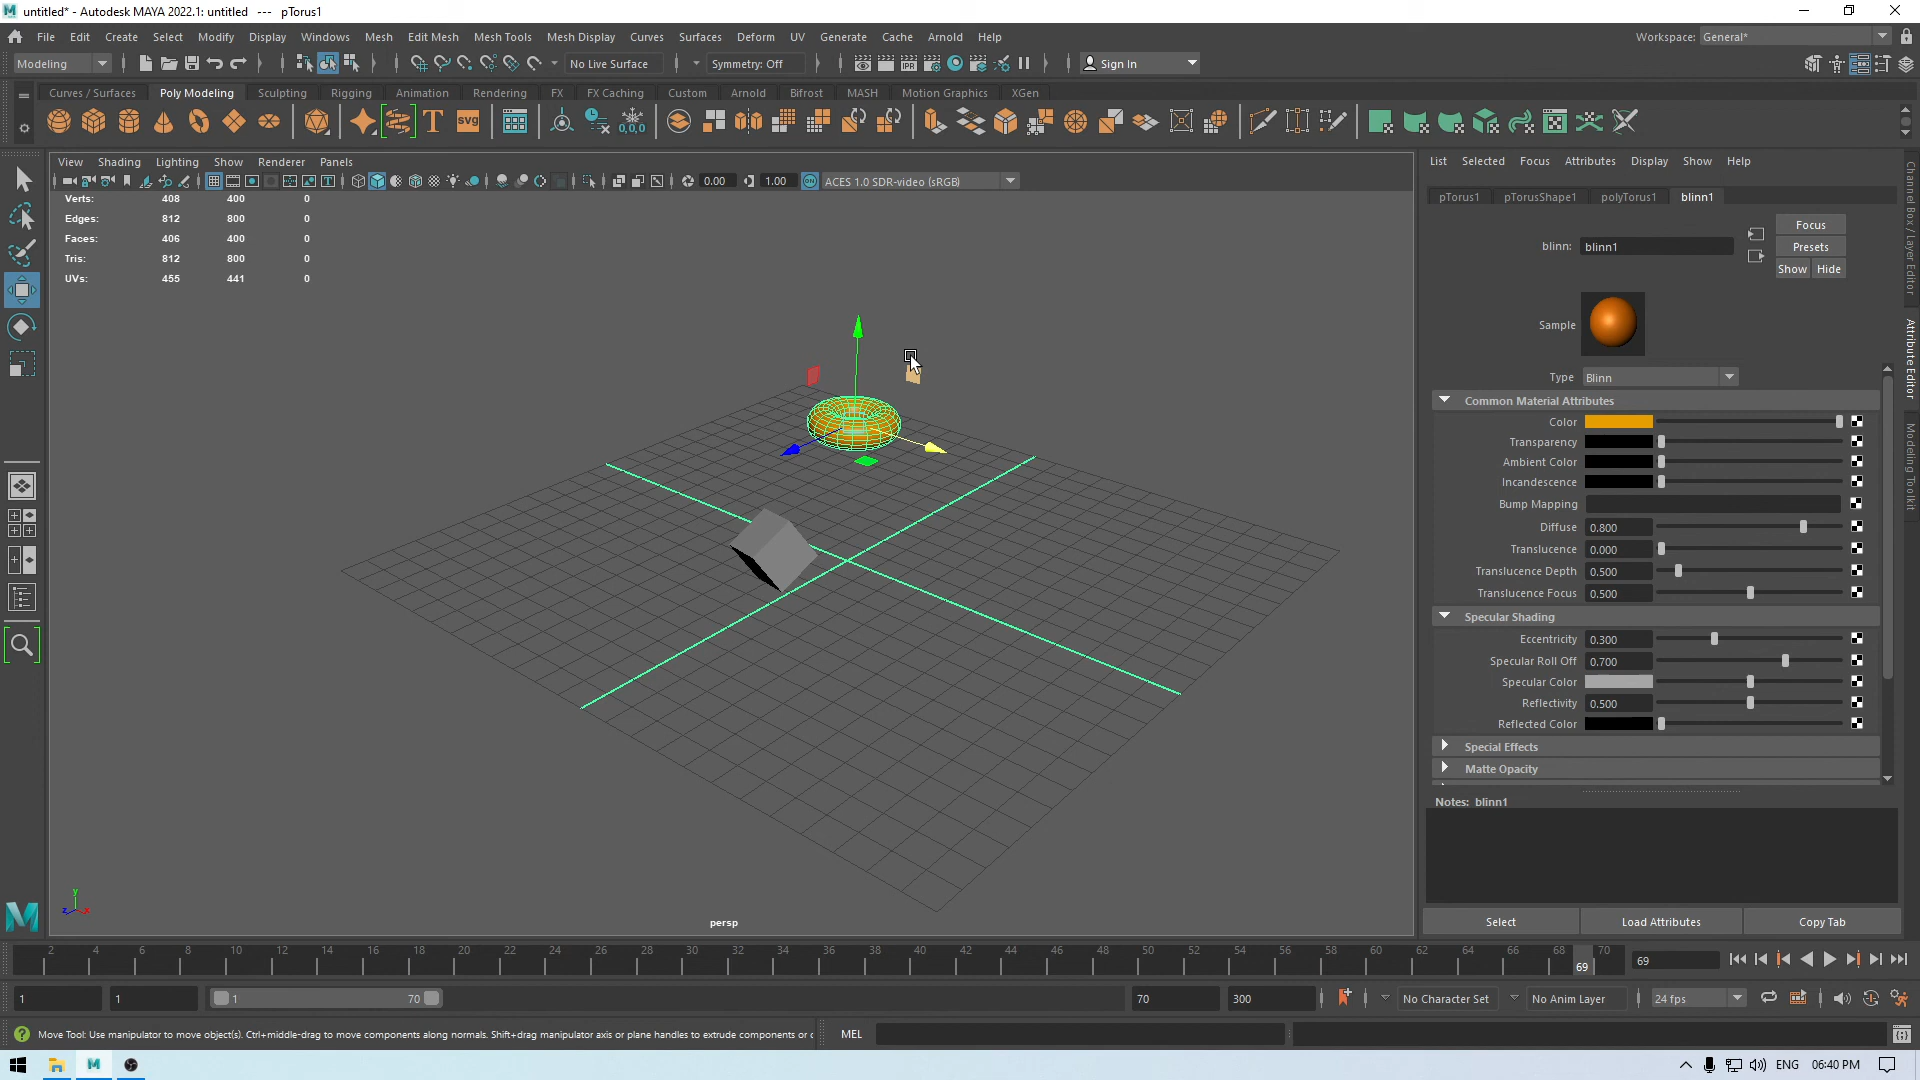 untitled* - Autodesk MAYA 2022.1: untitled --- pTorus1
File Edit Create Select Modify Display Windows Mesh Edit Mesh Mesh Tools Mesh Display Curves Surfaces Deform UV Generate Cache Arnold Help
Workspace: General*
Modeling No Live Surface Symmetry: Off Sign In
Curves / Surfaces Poly Modeling Sculpting Rigging Animation Rendering FX FX Caching Custom Arnold Bifrost MASH Motion Graphics XGen
T SVG 0,0,0
View Shading Lighting Show Renderer Panels
0.00 1.00 ON ACES 1.0 SDR-video (sRGB)
Verts: 408 400 0
Edges: 812 800 0
Faces: 406 400 0
Tris: 812 800 0
UVs: 455 441 0
y
z x
persp
List Selected Focus Attributes Display Show Help
pTorus1 pTorusShape1 polyTorus1 blinn1
blinn: blinn1
Focus
Presets
Show Hide
Sample
Type Blinn
Common Material Attributes
Color
Transparency
Ambient Color
Incandescence
Bump Mapping
Diffuse 0.800
Translucence 0.000
Translucence Depth 0.500
Translucence Focus 0.500
Specular Shading
Eccentricity 0.300
Specular Roll Off 0.700
Specular Color
Reflectivity 0.500
Reflected Color
Special Effects
Matte Opacity
Notes: blinn1
Select Load Attributes Copy Tab
Channel Box / Layer Editor
Attribute Editor
Modeling Toolkit
2 4 6 8 10 12 14 16 18 20 22 24 26 28 30 32 34 36 38 40 42 44 46 48 50 52 54 56 58 60 62 64 66 68 70
69 69
1 1 1 70 70 300 No Character Set No Anim Layer 24 fps
Move Tool: Use manipulator to move object(s). Ctrl+middle-drag to move components along normals. Shift+drag manipulator axis or plane handles to extrude components or c
MEL
ENG 06:40 PM